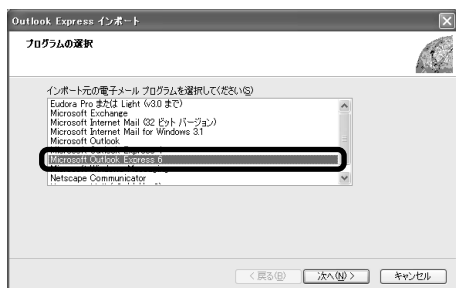 Outlook Express インポート
プログラムの選択
インポート元の電子メール プログラムを選択してください(S)
Eudora Pro または Light (v3.0 まで)
Microsoft Exchange
Microsoft Internet Mail (32 ビット バージョン)
Microsoft Internet Mail for Windows 3.1
Microsoft Outlook
Microsoft Outlook Express 6
Netscape Communicator
< 戻る(B)
次へ(N) >
キャンセル